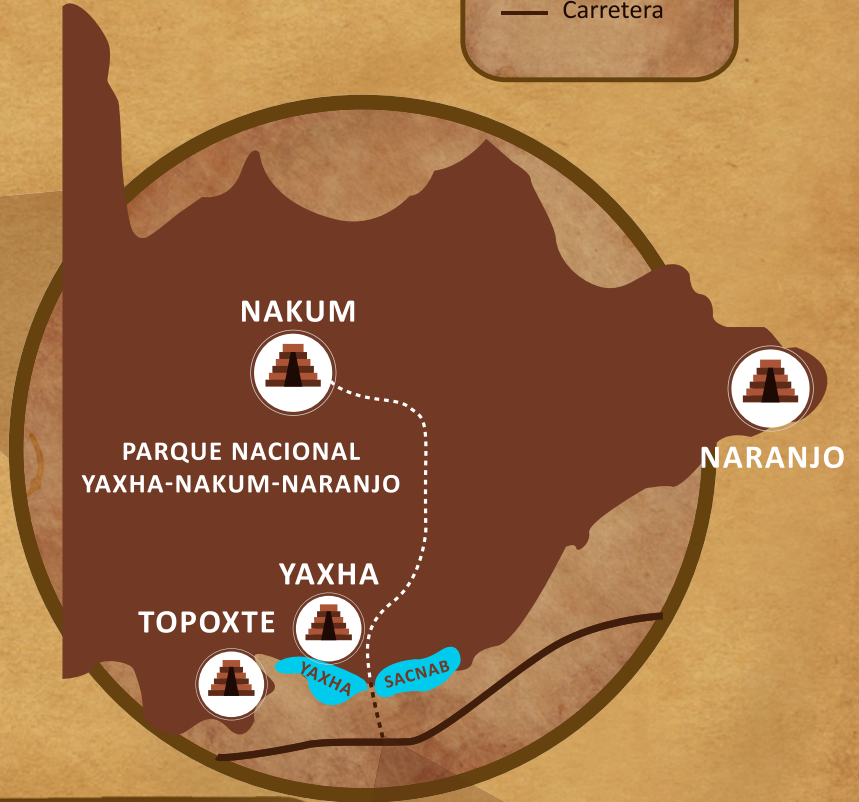 Carretera
NAKUM
PARQUE NACIONAL
YAXHA-NAKUM-NARANJO
NARANJO
YAXHA
TOPOXTE
YAXHA
SACNAB